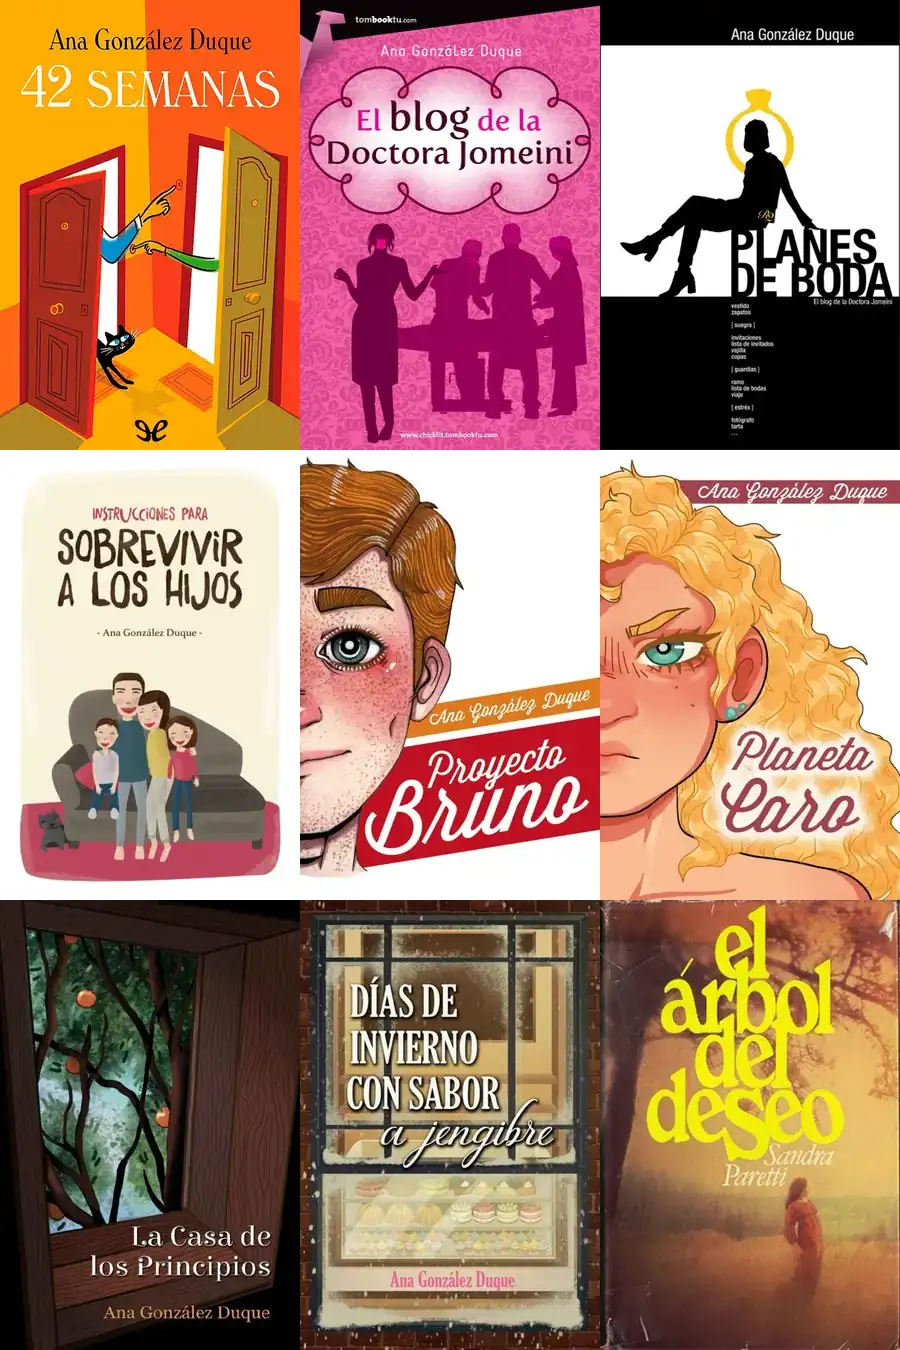 Ana González Duque
42 SEMANAS
tombooktu.com
Ana González Duque
El blog de la
Doctora Jomeini
www.chicklit.tombooktu.com
Ana González Duque
PLANES
DE BODA
El blog de la Doctora Jomeini
vestido
zapatos
[ suegra ]
invitaciones
lista de invitados
vajilla
copas
[ guardias ]
ramo
lista de bodas
viaje
[ estrés ]
fotógrafo
tarta
...
INSTRUCCIONES PARA
SOBREVIVIR
A LOS HIJOS
- Ana González Duque -
Ana González Duque
Proyecto
Bruno
Ana González Duque
Planeta
Caro
La Casa de
los Principios
Ana González Duque
DÍAS DE
INVIERNO
CON SABOR
a jengibre
Ana González Duque
el
árbol
del
deseo
Sandra
Paretti